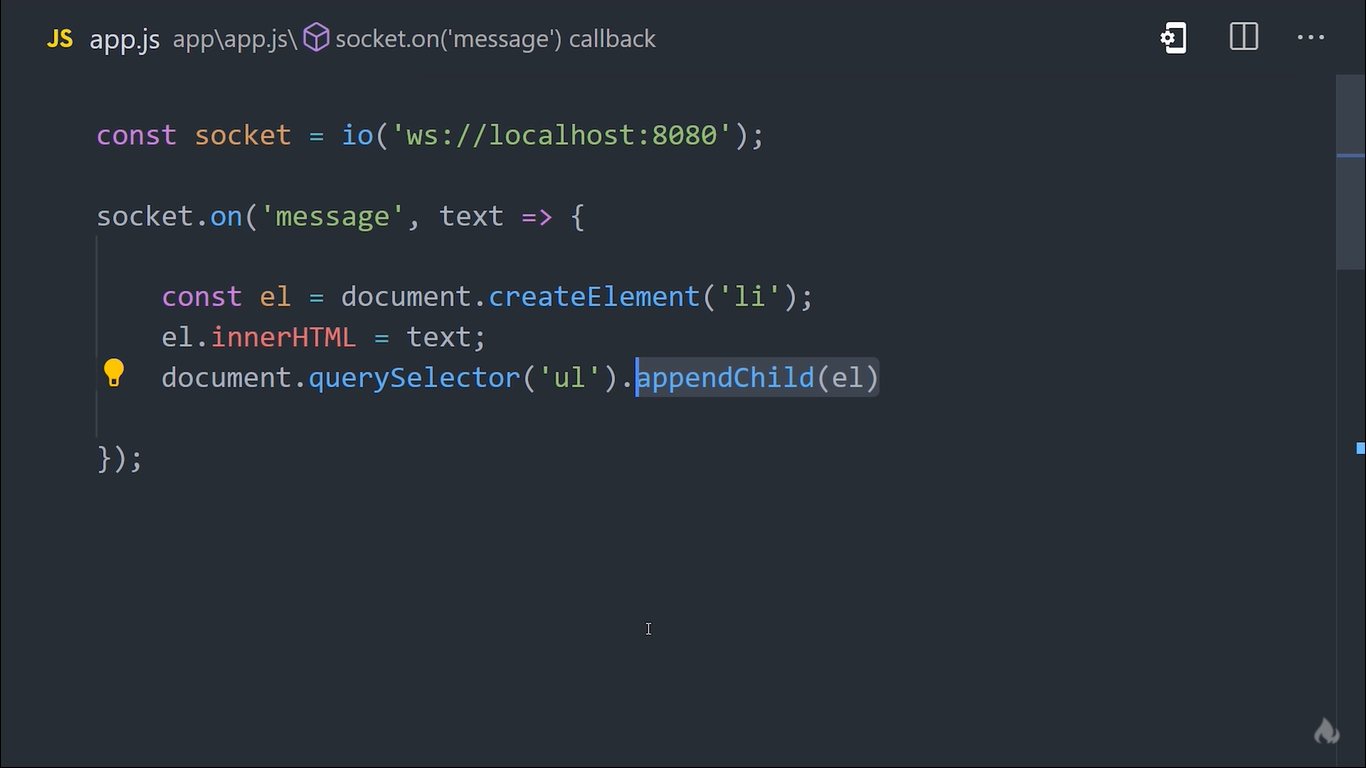 JS app.js app\app.js\ socket.on('message') callback
const socket = io('ws://localhost:8080');
socket.on('message', text => {
const el = document.createElement('li');
el.innerHTML = text;
document.querySelector('ul').appendChild(el)
});